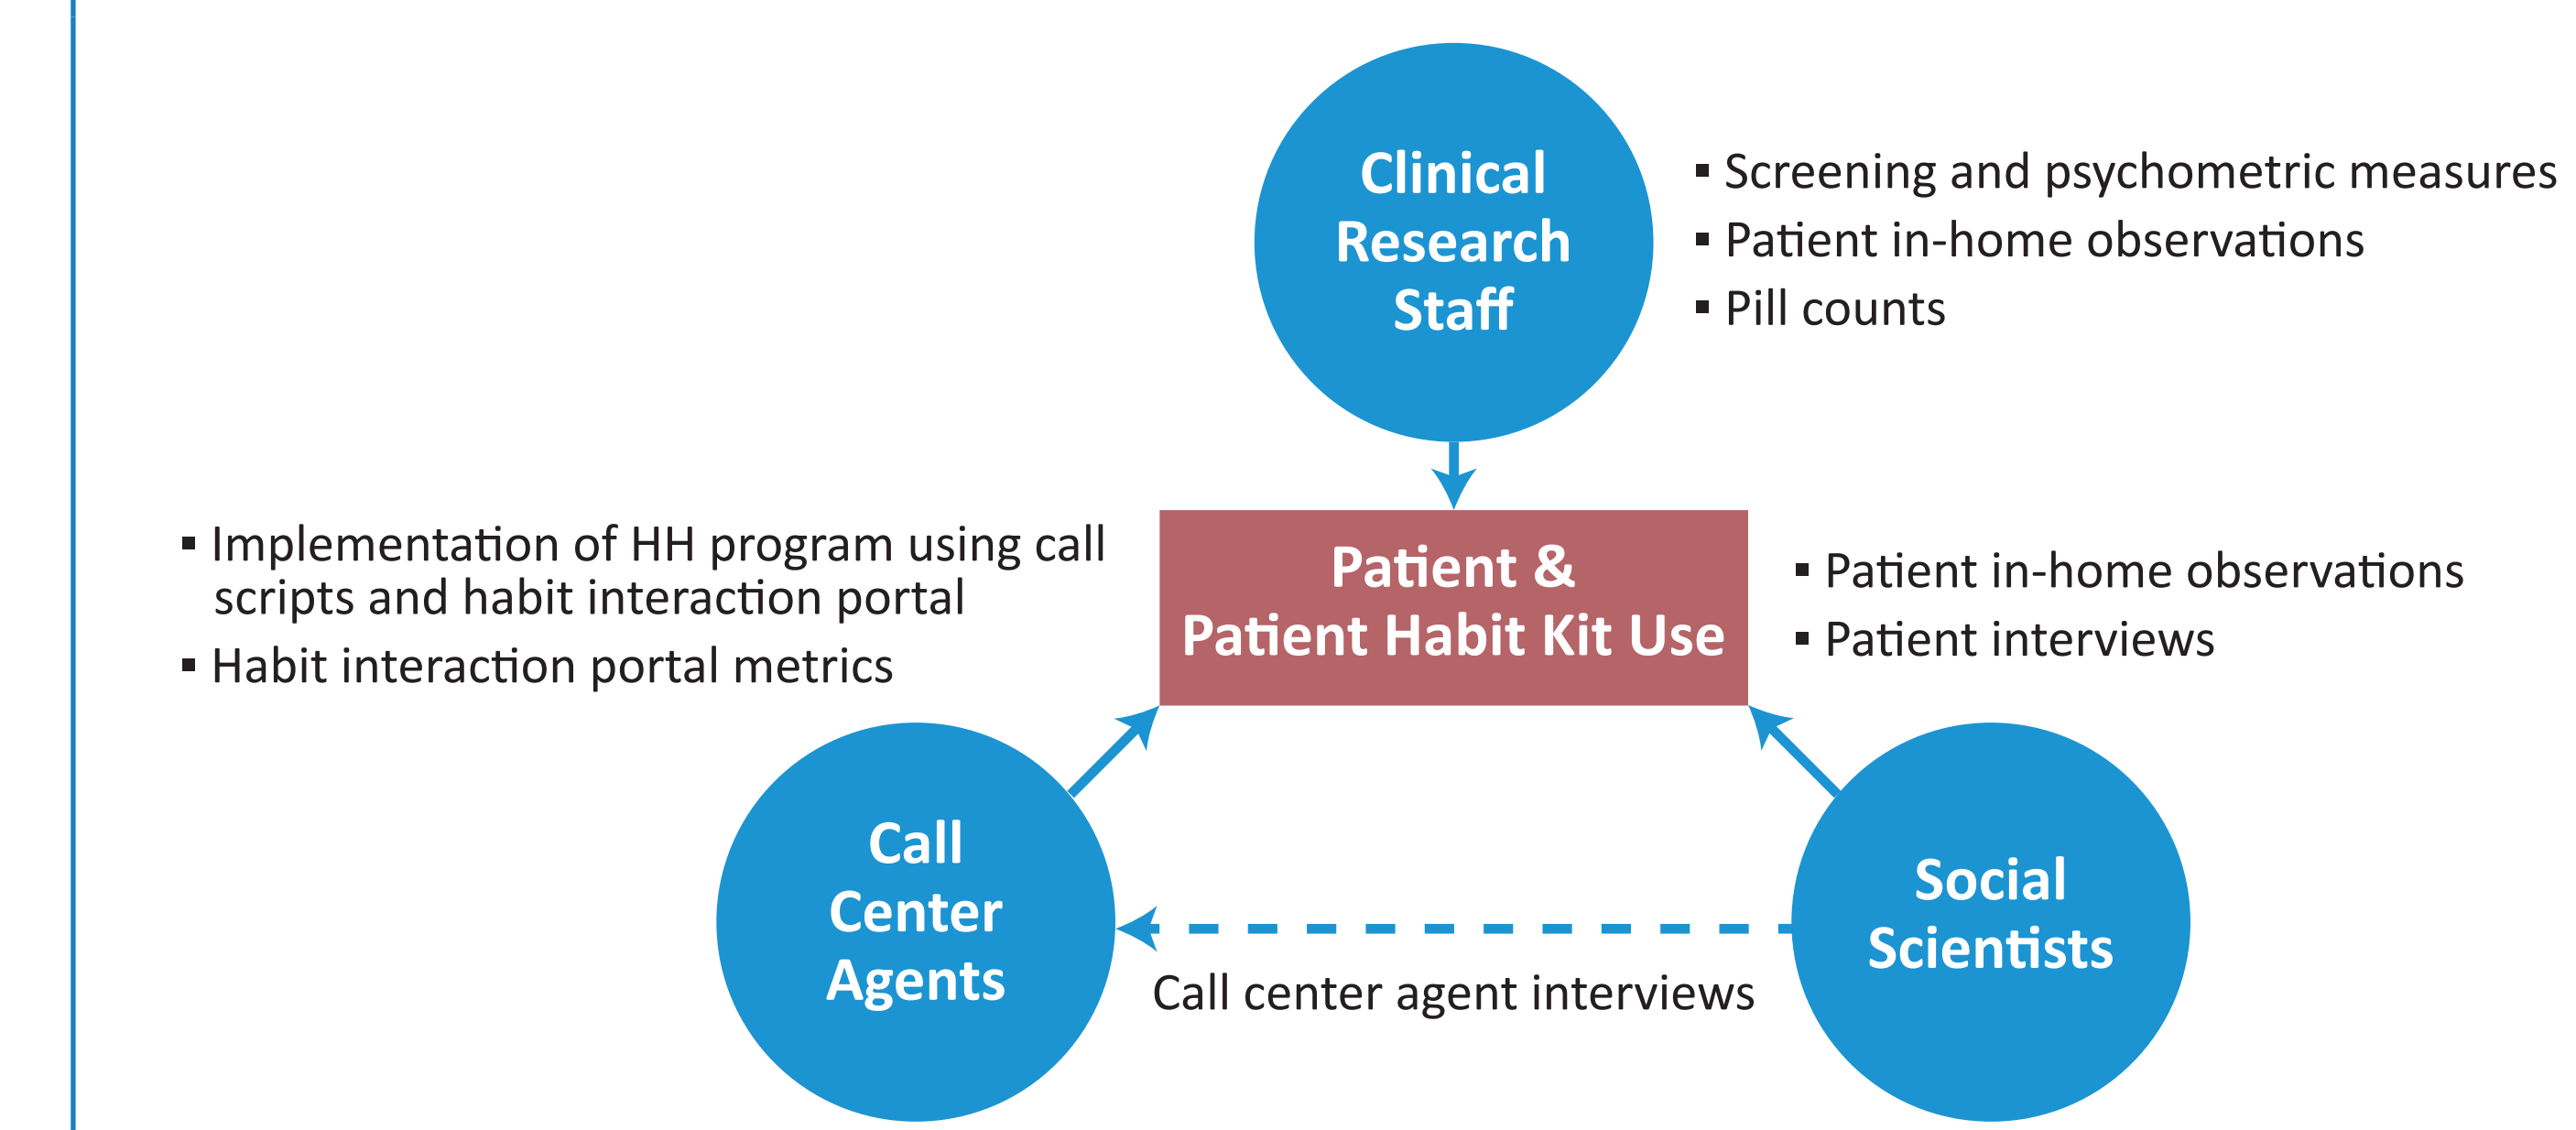 Clinical
Research
Staff
▪ Screening and psychometric measures
▪ Patient in-home observations
▪ Pill counts
▪ Implementation of HH program using call
scripts and habit interaction portal
▪ Habit interaction portal metrics
Patient &
Patient Habit Kit Use
▪ Patient in-home observations
▪ Patient interviews
Call
Center
Agents
Call center agent interviews
Social
Scientists